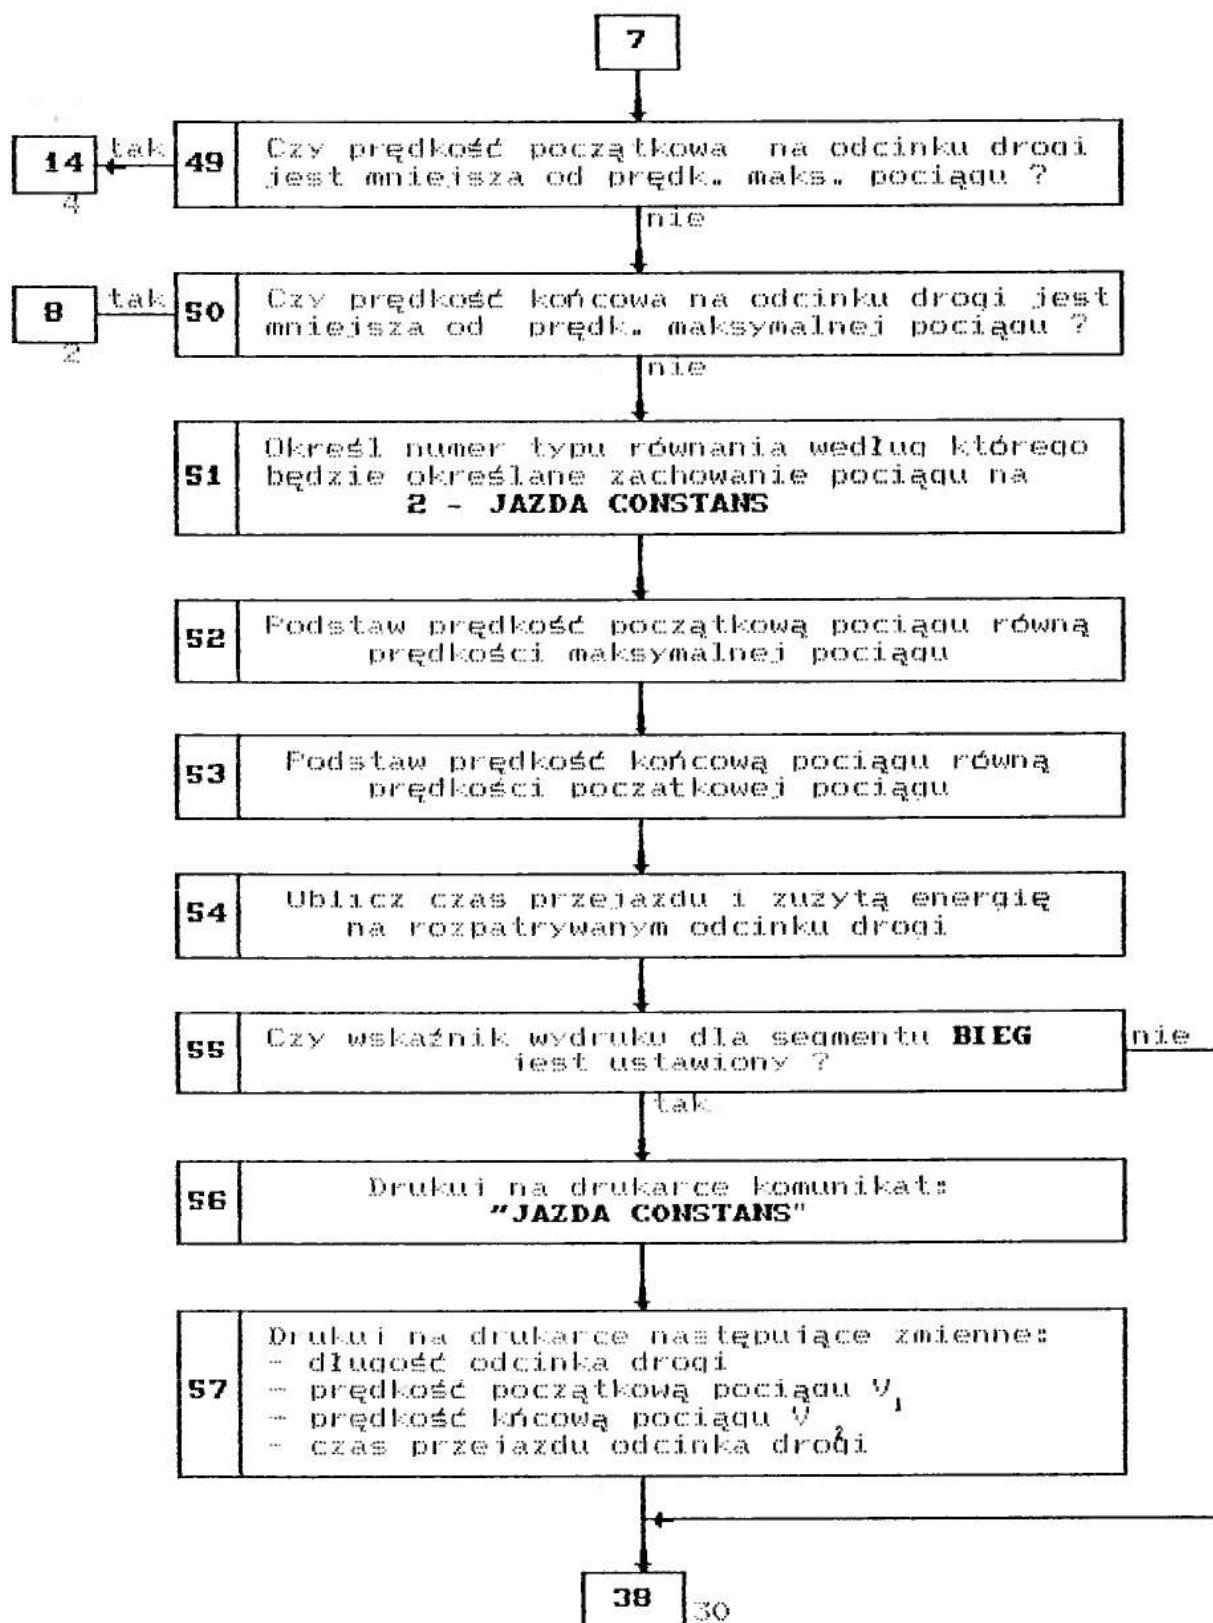 7
14
tak
49
Czy prędkość początkowa na odcinku drogi
jest mniejsza od prędk. maks. pociągu ?
4
nie
8
tak
50
Czy prędkość końcowa na odcinku drogi jest
mniejsza od prędk. maksymalnej pociągu ?
2
nie
51
Określ numer typu równania według którego
będzie określane zachowanie pociągu na
2 - JAZDA CONSTANS
52
Podstaw prędkość początkową pociągu równą
prędkości maksymalnej pociągu
53
Podstaw prędkość końcową pociągu równą
prędkości poczatkowej pociągu
54
Oblicz czas przejazdu i zużytą energię
na rozpatrywanym odcinku drogi
55
Czy wskaźnik wydruku dla segmentu BIEG
jest ustawiony ?
nie
tak
56
Drukuj na drukarce komunikat:
"JAZDA CONSTANS"
57
Drukuj na drukarce następujące zmienne:
- długość odcinka drogi
- prędkość początkową pociągu V1
- prędkość kńcową pociągu V2
- czas przejazdu odcinka drogi
38
30